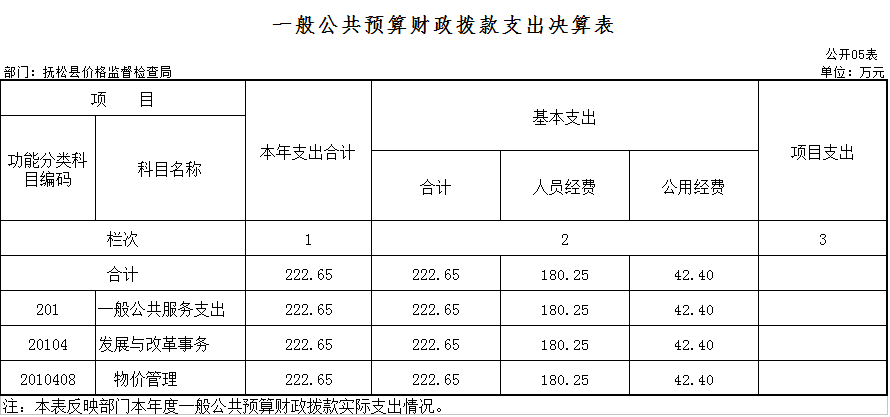 一般公共预算财政拨款支出决算表
公开05表
部门：抚松县价格监督检查局 单位：万元
项 目 本年支出合计 基本支出 项目支出
功能分类科目编码 科目名称 合计 人员经费 公用经费
栏次 1 2 3
合计 222.65 222.65 180.25 42.40
201 一般公共服务支出 222.65 222.65 180.25 42.40
20104 发展与改革事务 222.65 222.65 180.25 42.40
2010408 物价管理 222.65 222.65 180.25 42.40
注：本表反映部门本年度一般公共预算财政拨款实际支出情况。